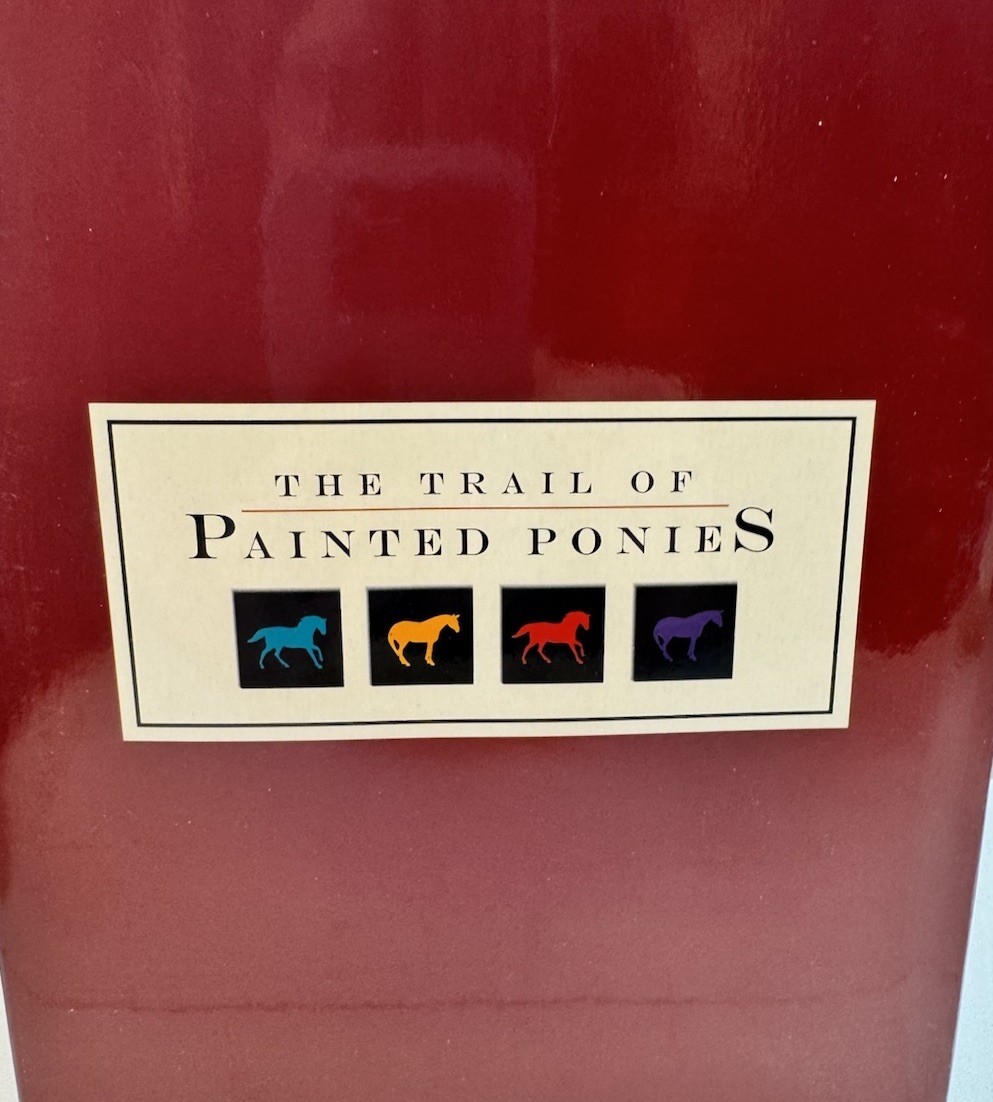 THE TRAIL OF
PAINTED PONIES